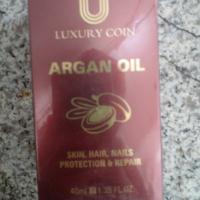 LUXURY COIN
ARGAN OIL
SKIN, HAIR, NAILS
PROTECTION & REPAIR
40ml 1.35 FL.OZ